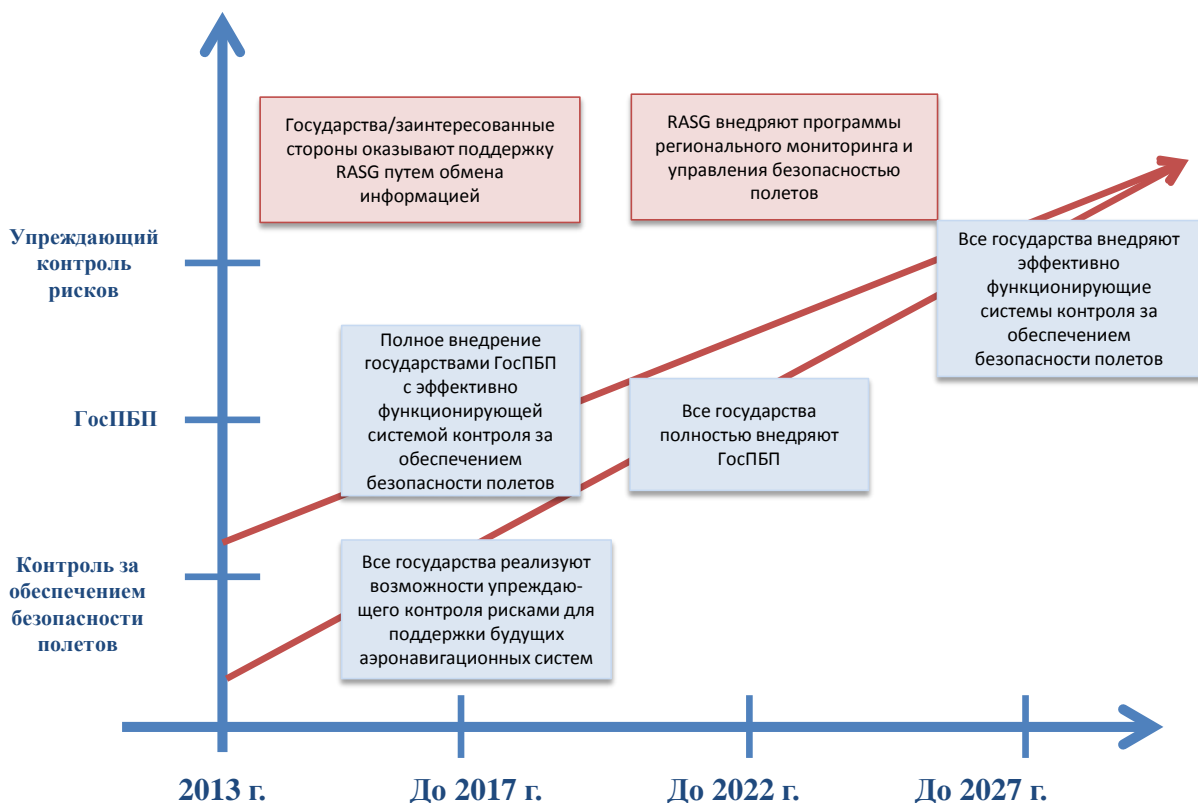 Государства/заинтересованные
стороны оказывают поддержку
RASG путем обмена
информацией
RASG внедряют программы
регионального мониторинга и
управления безопасностью
полетов
Упреждающий
контроль
рисков
Все государства внедряют
эффективно
функционирующие
системы контроля за
обеспечением
безопасности полетов
Полное внедрение
государствами ГосПБП
с эффективно
функционирующей
системой контроля за
обеспечением
безопасности полетов
ГосПБП
Все государства
полностью внедряют
ГосПБП
Контроль за
обеспечением
безопасности
полетов
Все государства реализуют
возможности упреждаю-
щего контроля рисками для
поддержки будущих
аэронавигационных систем
2013 г.
До 2017 г.
До 2022 г.
До 2027 г.